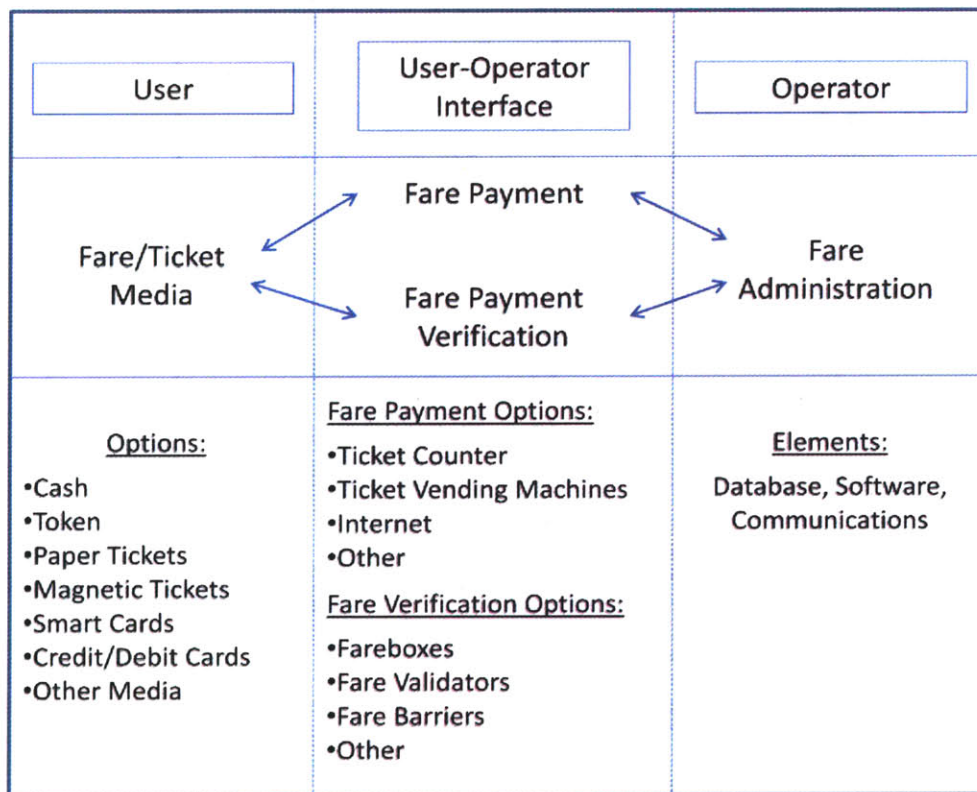 User
User-Operator
Interface
Operator
Fare Payment
Fare/Ticket
Media
Fare Payment
Verification
Fare
Administration
Options:
•Cash
•Token
•Paper Tickets
•Magnetic Tickets
•Smart Cards
•Credit/Debit Cards
•Other Media
Fare Payment Options:
•Ticket Counter
•Ticket Vending Machines
•Internet
•Other
Fare Verification Options:
•Fareboxes
•Fare Validators
•Fare Barriers
•Other
Elements:
Database, Software,
Communications